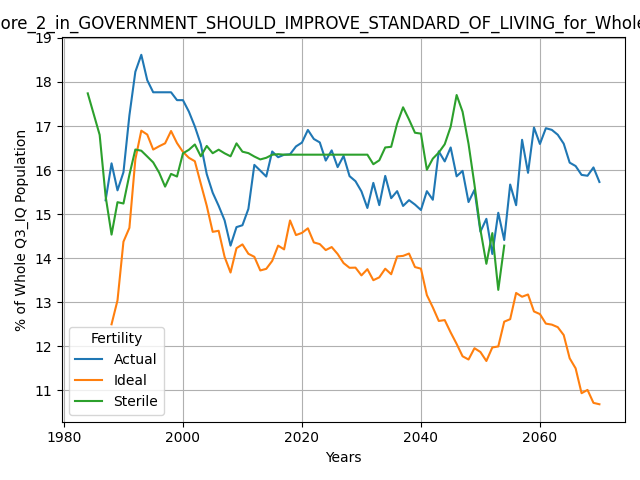 ore_2_in_GOVERNMENT_SHOULD_IMPROVE_STANDARD_OF_LIVING_for_Whole
19
18
17
16
15
14
13
12
11
% of Whole Q3_IQ Population
Fertility
Actual
Ideal
Sterile
1980 2000 2020 2040 2060
Years